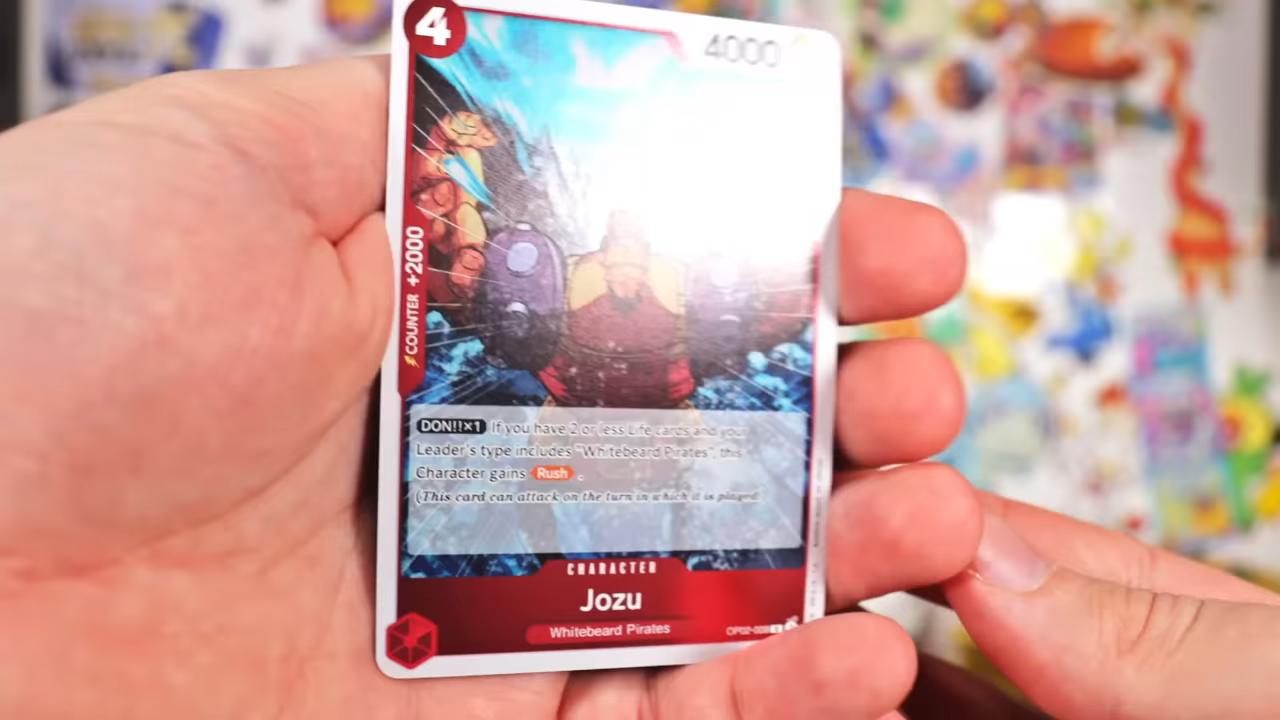 4
4000
COUNTER +2000
DON!!×1 If you have 2 or less Life cards and your
Leader's type includes "Whitebeard Pirates", this
Character gains Rush .
(This card can attack on the turn in which it is played
CHARACTER
Jozu
Whitebeard Pirates
OP02-008